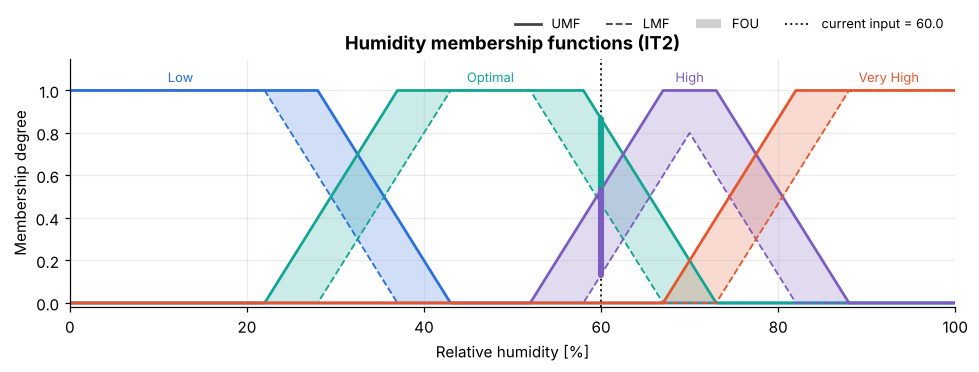 UMF LMF FOU current input = 60.0
Humidity membership functions (IT2)
Low Optimal High Very High
1.0
0.8
0.6
0.4
0.2
0.0
Membership degree
0 20 40 60 80 100
Relative humidity [%]